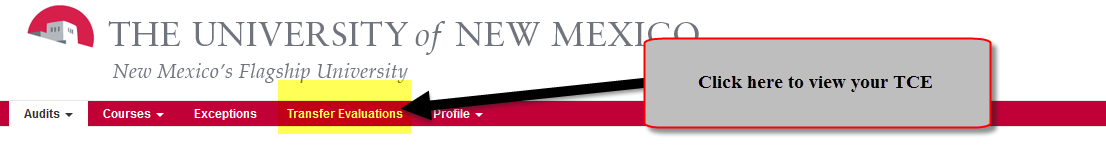 THE UNIVERSITY of NEW MEXICO
New Mexico's Flagship University
Click here to view your TCE
Audits Courses Exceptions Transfer Evaluations Profile